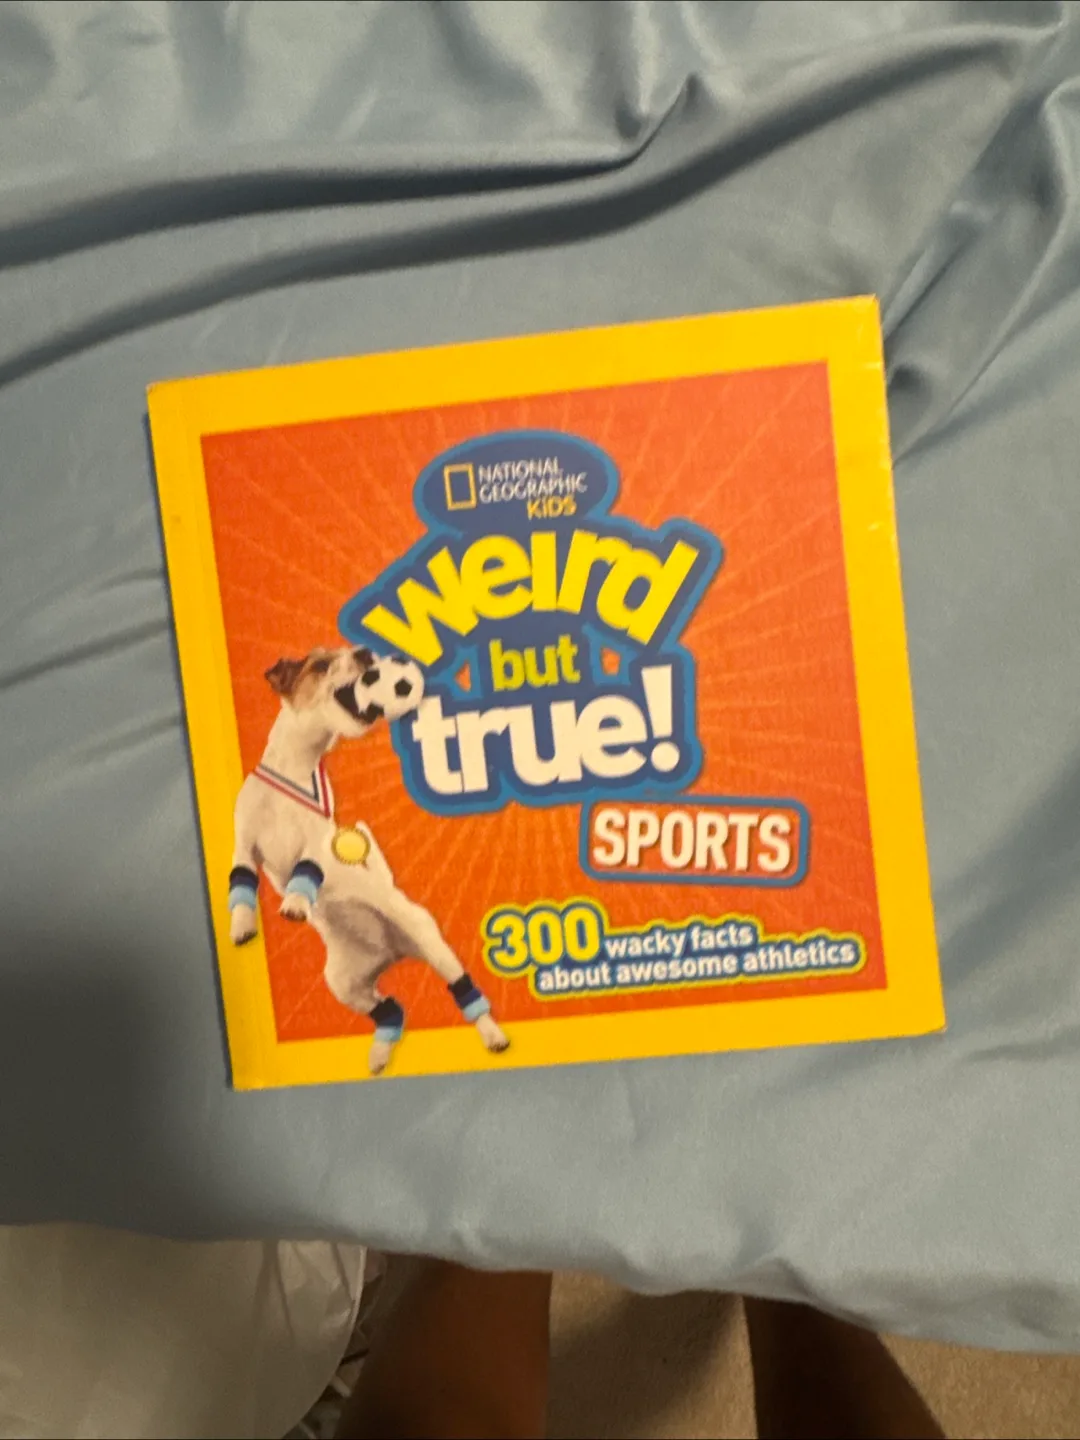 NATIONAL
GEOGRAPHIC
KiDS
weird
but
true!
SPORTS
300 wacky facts
about awesome athletics